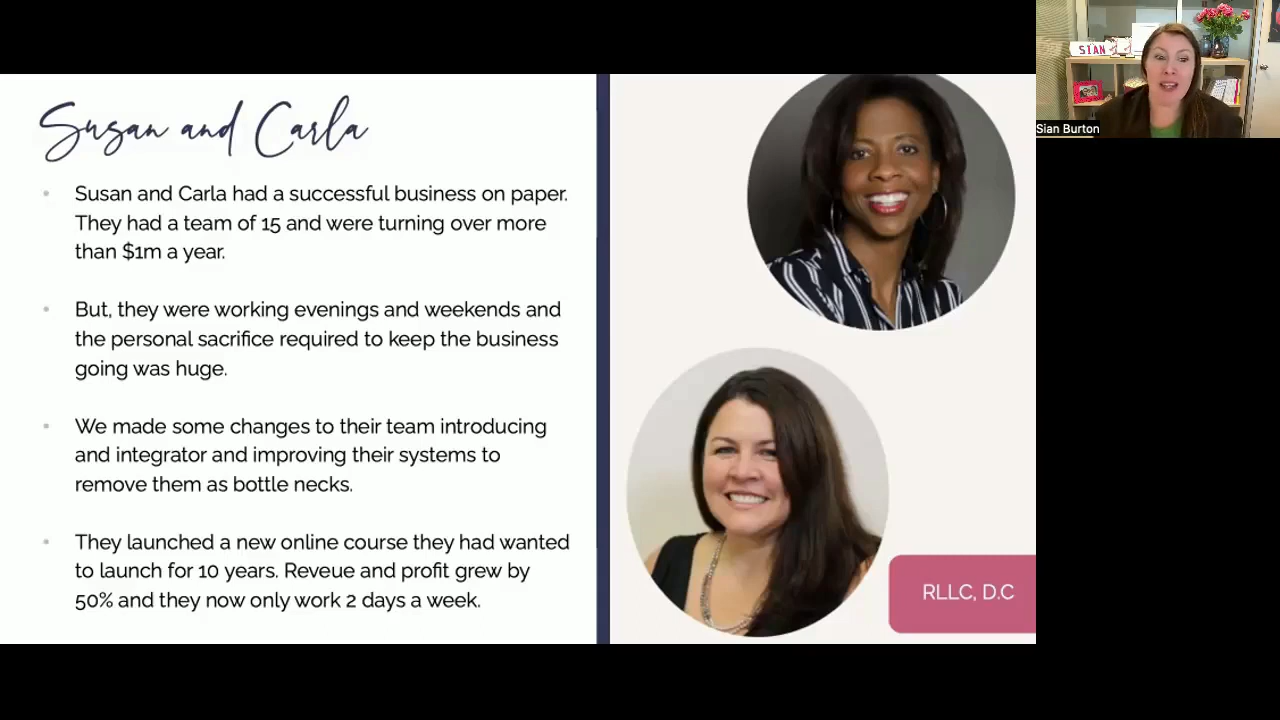 Susan and Carla
Susan and Carla had a successful business on paper.
They had a team of 15 and were turning over more
than $1m a year.
But, they were working evenings and weekends and
the personal sacrifice required to keep the business
going was huge.
We made some changes to their team introducing
and integrator and improving their systems to
remove them as bottle necks.
They launched a new online course they had wanted
to launch for 10 years. Reveue and profit grew by
50% and they now only work 2 days a week.
RLLC, D.C
SIAN
Sian Burton